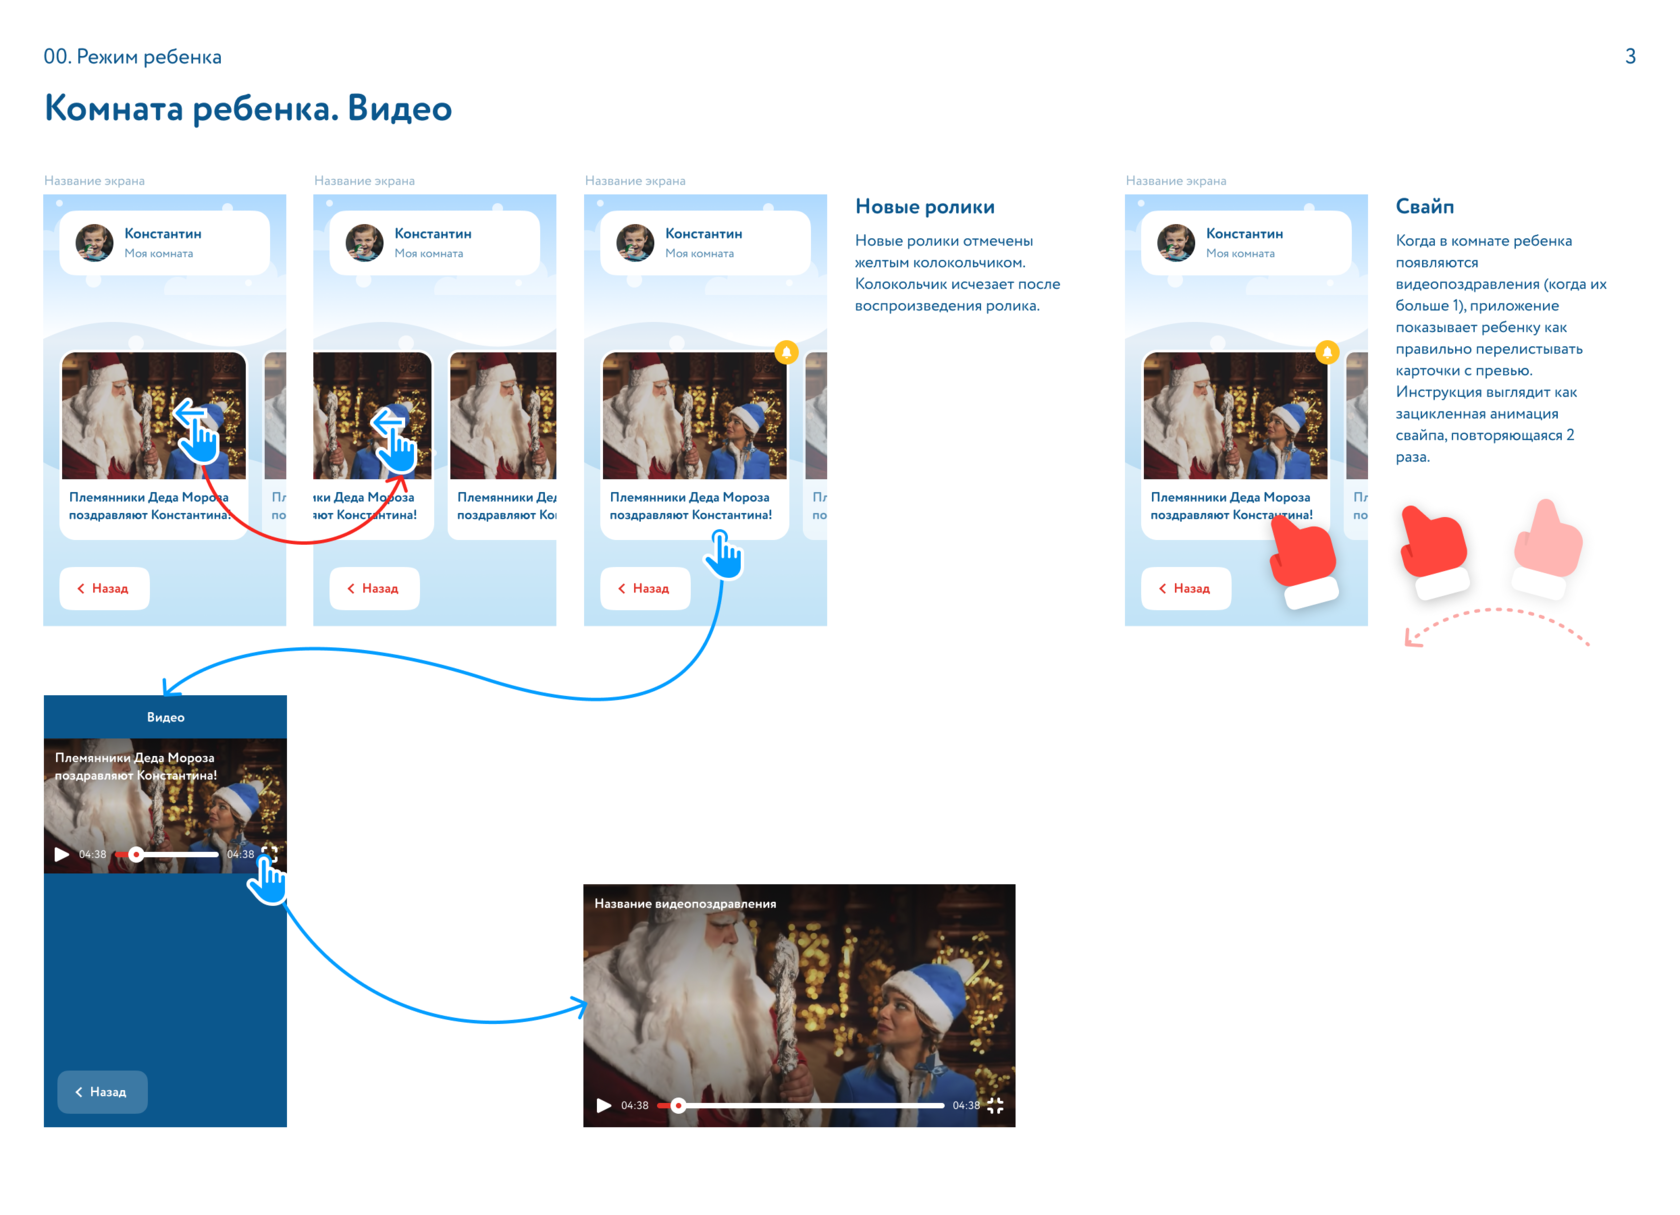 00. Режим ребенка
3
Комната ребенка. Видео
Название экрана
Константин
Моя комната
Племянники Деда Мороза
поздравляют Константина!
Пл
по
Назад
Название экрана
Константин
Моя комната
ики Деда Мороза
яют Константина!
Племянники Де
поздравляют Ко
Назад
Название экрана
Константин
Моя комната
Племянники Деда Мороза
поздравляют Константина!
Пл
по
Назад
Новые ролики
Новые ролики отмечены
желтым колокольчиком.
Колокольчик исчезает после
воспроизведения ролика.
Название экрана
Константин
Моя комната
Племянники Деда Мороза
поздравляют Константина!
Пл
по
Назад
Свайп
Когда в комнате ребенка
появляются
видеопоздравления (когда их
больше 1), приложение
показывает ребенку как
правильно перелистывать
карточки с превью.
Инструкция выглядит как
зацикленная анимация
свайпа, повторяющаяся 2
раза.
Видео
Племянники Деда Мороза
поздравляют Константина!
04:38
04:38
Назад
Название видеопоздравления
04:38
04:38